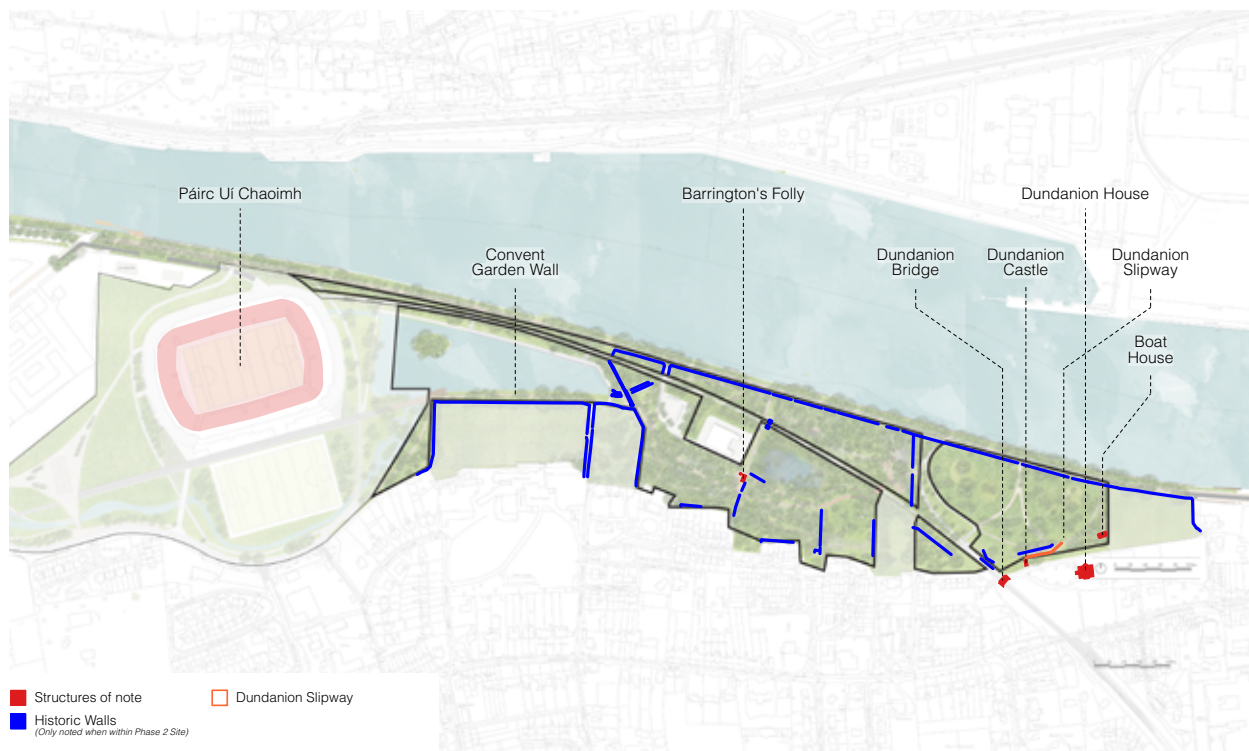 Páirc Uí Chaoimh
Barrington's Folly
Dundanion House
Convent
Garden Wall
Dundanion
Bridge
Dundanion
Castle
Dundanion
Slipway
Boat
House
Structures of note
Dundanion Slipway
Historic Walls
(Only noted when within Phase 2 Site)